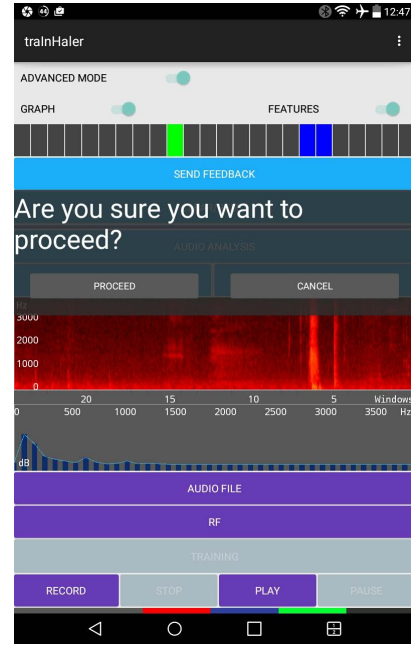 44
12:47
traInHaler
ADVANCED MODE
GRAPH
FEATURES
SEND FEEDBACK
Are you sure you want to
proceed?
AUDIO ANALYSIS
PROCEED
CANCEL
Hz
3000
2000
1000
0
20 15 10 5 Windows
0 500 1000 1500 2000 2500 3000 3500 Hz
dB
AUDIO FILE
RF
TRAINING
RECORD
STOP
PLAY
PAUSE